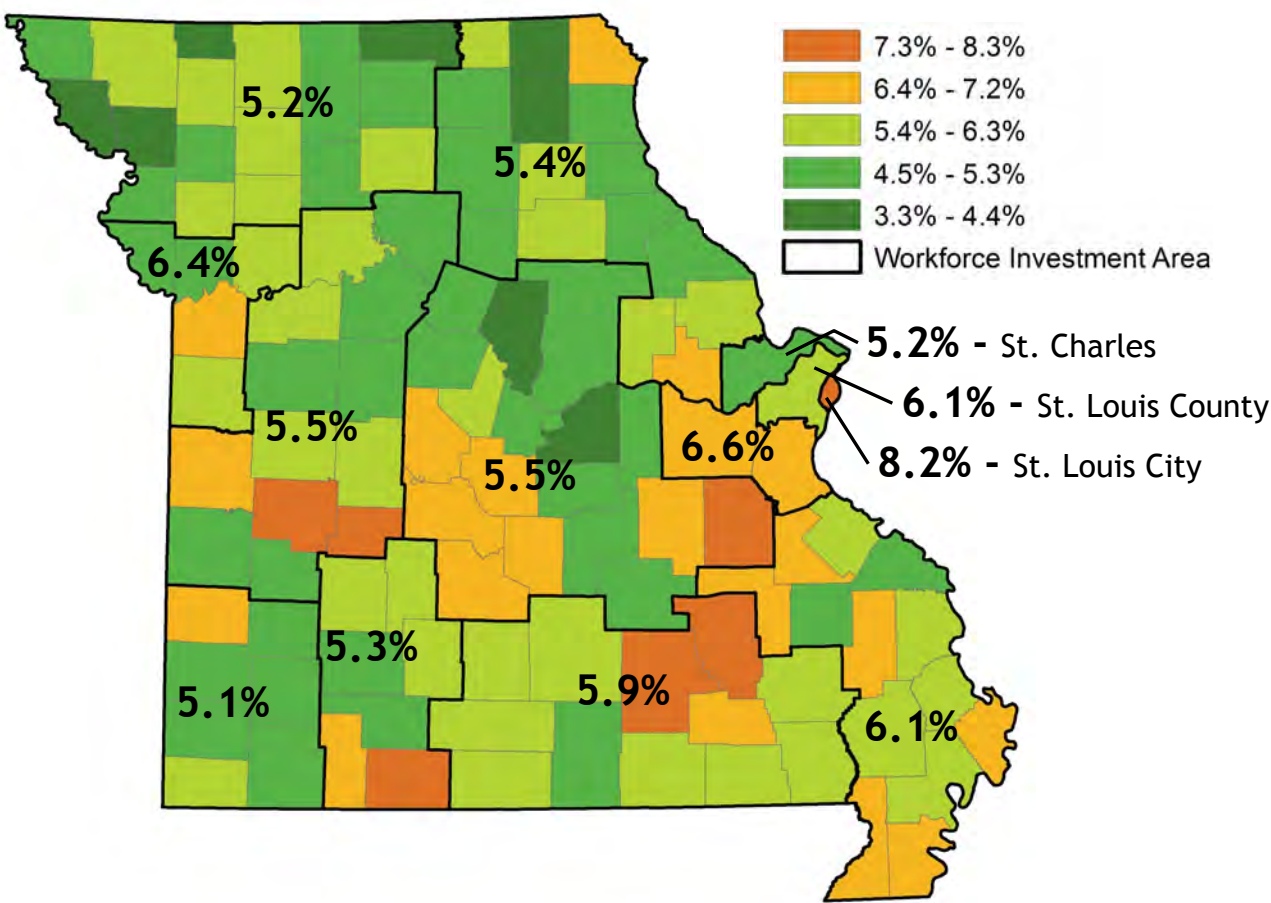 7.3% - 8.3%
6.4% - 7.2%
5.4% - 6.3%
4.5% - 5.3%
3.3% - 4.4%
Workforce Investment Area
5.2%
5.4%
6.4%
5.2% - St. Charles
6.1% - St. Louis County
8.2% - St. Louis City
5.5%
6.6%
5.5%
5.3%
5.1%
5.9%
6.1%